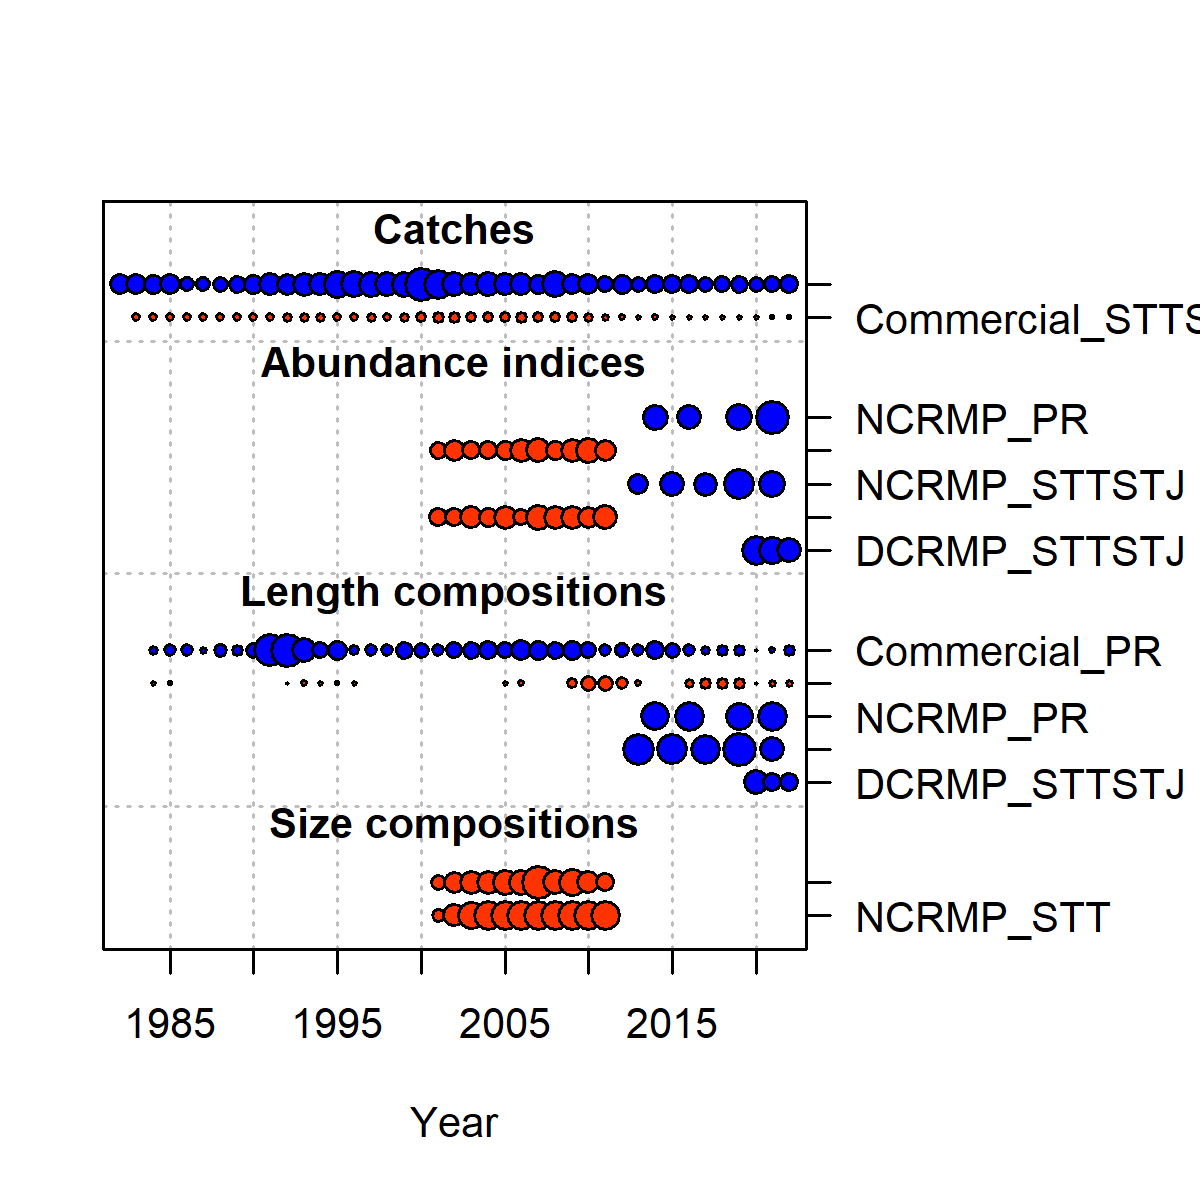 Catches
Commercial_STTS
Abundance indices
NCRMP_PR
NCRMP_STTSTJ
DCRMP_STTSTJ
Length compositions
Commercial_PR
NCRMP_PR
DCRMP_STTSTJ
Size compositions
NCRMP_STT
1985 1995 2005 2015
Year